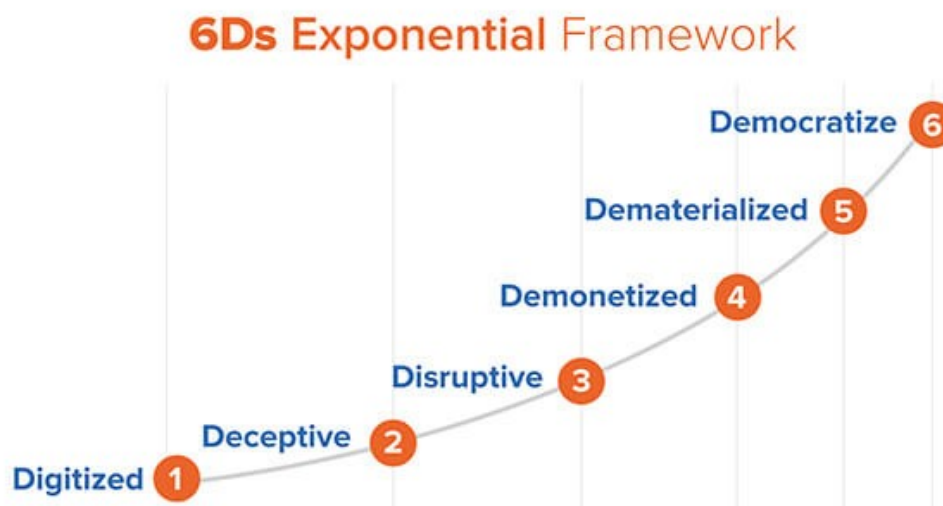 6Ds Exponential Framework
Democratize 6
Dematerialized 5
Demonetized 4
Disruptive 3
Deceptive 2
Digitized 1